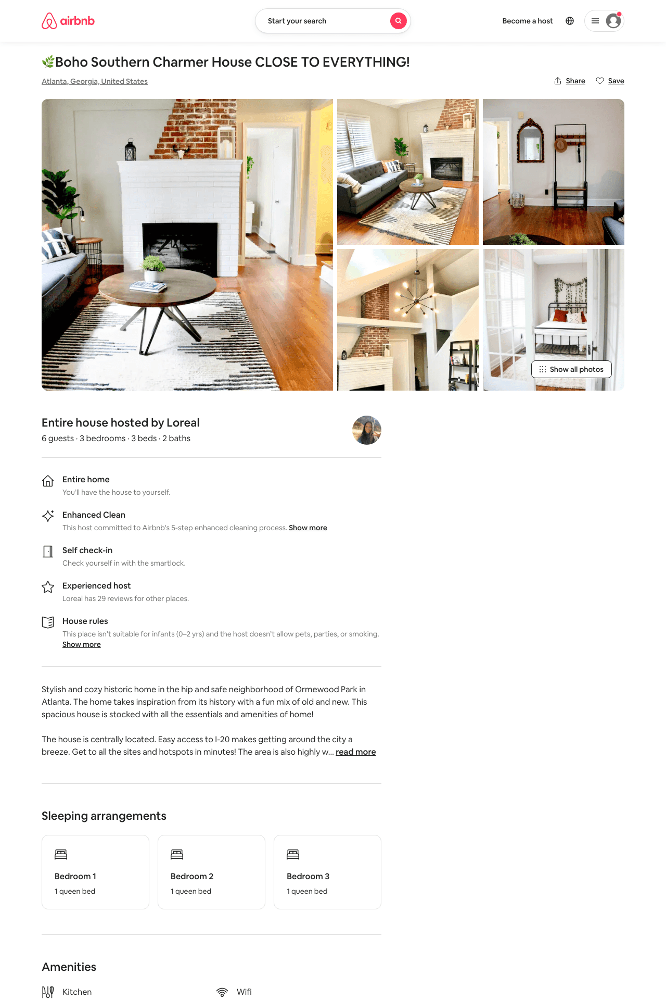 airbnb
Start your search
Become a host
🌿Boho Southern Charmer House CLOSE TO EVERYTHING!
Atlanta, Georgia, United States
Share
Save
Show all photos
Entire house hosted by Loreal
6 guests · 3 bedrooms · 3 beds · 2 baths
Entire home
You'll have the house to yourself.
Enhanced Clean
This host committed to Airbnb's 5-step enhanced cleaning process. Show more
Self check-in
Check yourself in with the smartlock.
Experienced host
Loreal has 29 reviews for other places.
House rules
This place isn't suitable for infants (0–2 yrs) and the host doesn't allow pets, parties, or smoking.
Show more
Stylish and cozy historic home in the hip and safe neighborhood of Ormewood Park in
Atlanta. The home takes inspiration from its history with a fun mix of old and new. This
spacious house is stocked with all the essentials and amenities of home!
The house is centrally located. Easy access to I-20 makes getting around the city a
breeze. Get to all the sites and hotspots in minutes! The area is also highly w... read more
Sleeping arrangements
Bedroom 1
1 queen bed
Bedroom 2
1 queen bed
Bedroom 3
1 queen bed
Amenities
Kitchen
Wifi